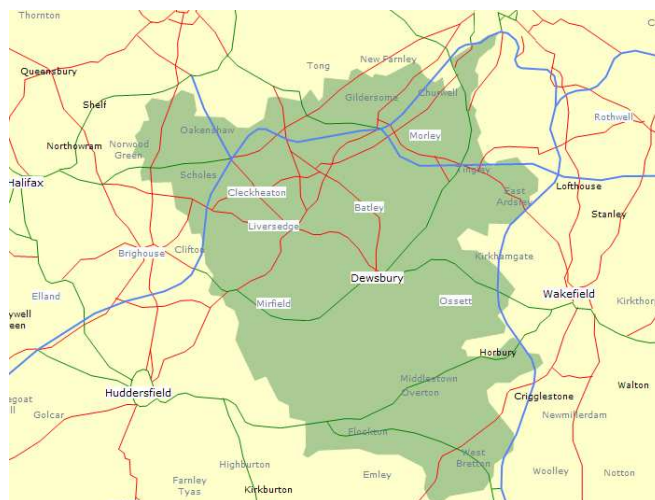 Thornton
Tong
New Farnley
Queensbury
Gildersome
Churwell
Shelf
Rothwell
Oakenshaw
Morley
Northowram
Norwood
Green
Tingley
Scholes
Halifax
Lofthouse
Cleckheaton
East
Ardsley
Batley
Stanley
Liversedge
Brighouse
Clifton
Kirkhamgate
Dewsbury
Elland
Wakefield
Mirfield
Ossett
Kirkthorp
Horbury
Middlestown
Overton
Walton
Huddersfield
Crigglestone
Golcar
Newmillerdam
Flockton
West
Bretton
Highburton
Emley
Woolley
Notton
Farnley
Tyas
Kirkburton